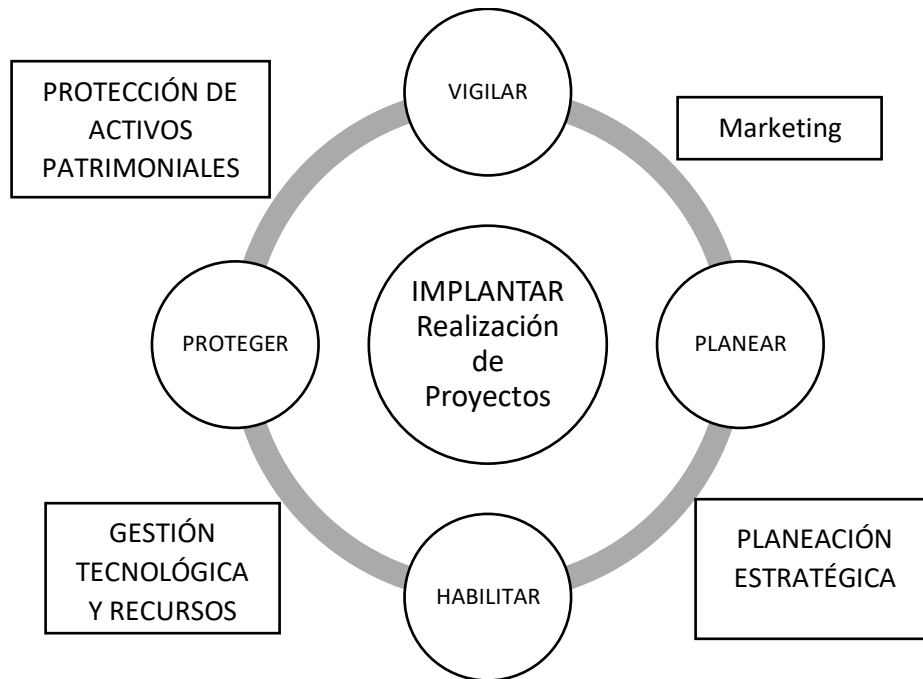 VIGILAR
PROTECCIÓN DE
ACTIVOS
PATRIMONIALES
Marketing
PROTEGER
IMPLANTAR
Realización
de
Proyectos
PLANEAR
GESTIÓN
TECNOLÓGICA
Y RECURSOS
HABILITAR
PLANEACIÓN
ESTRATÉGICA